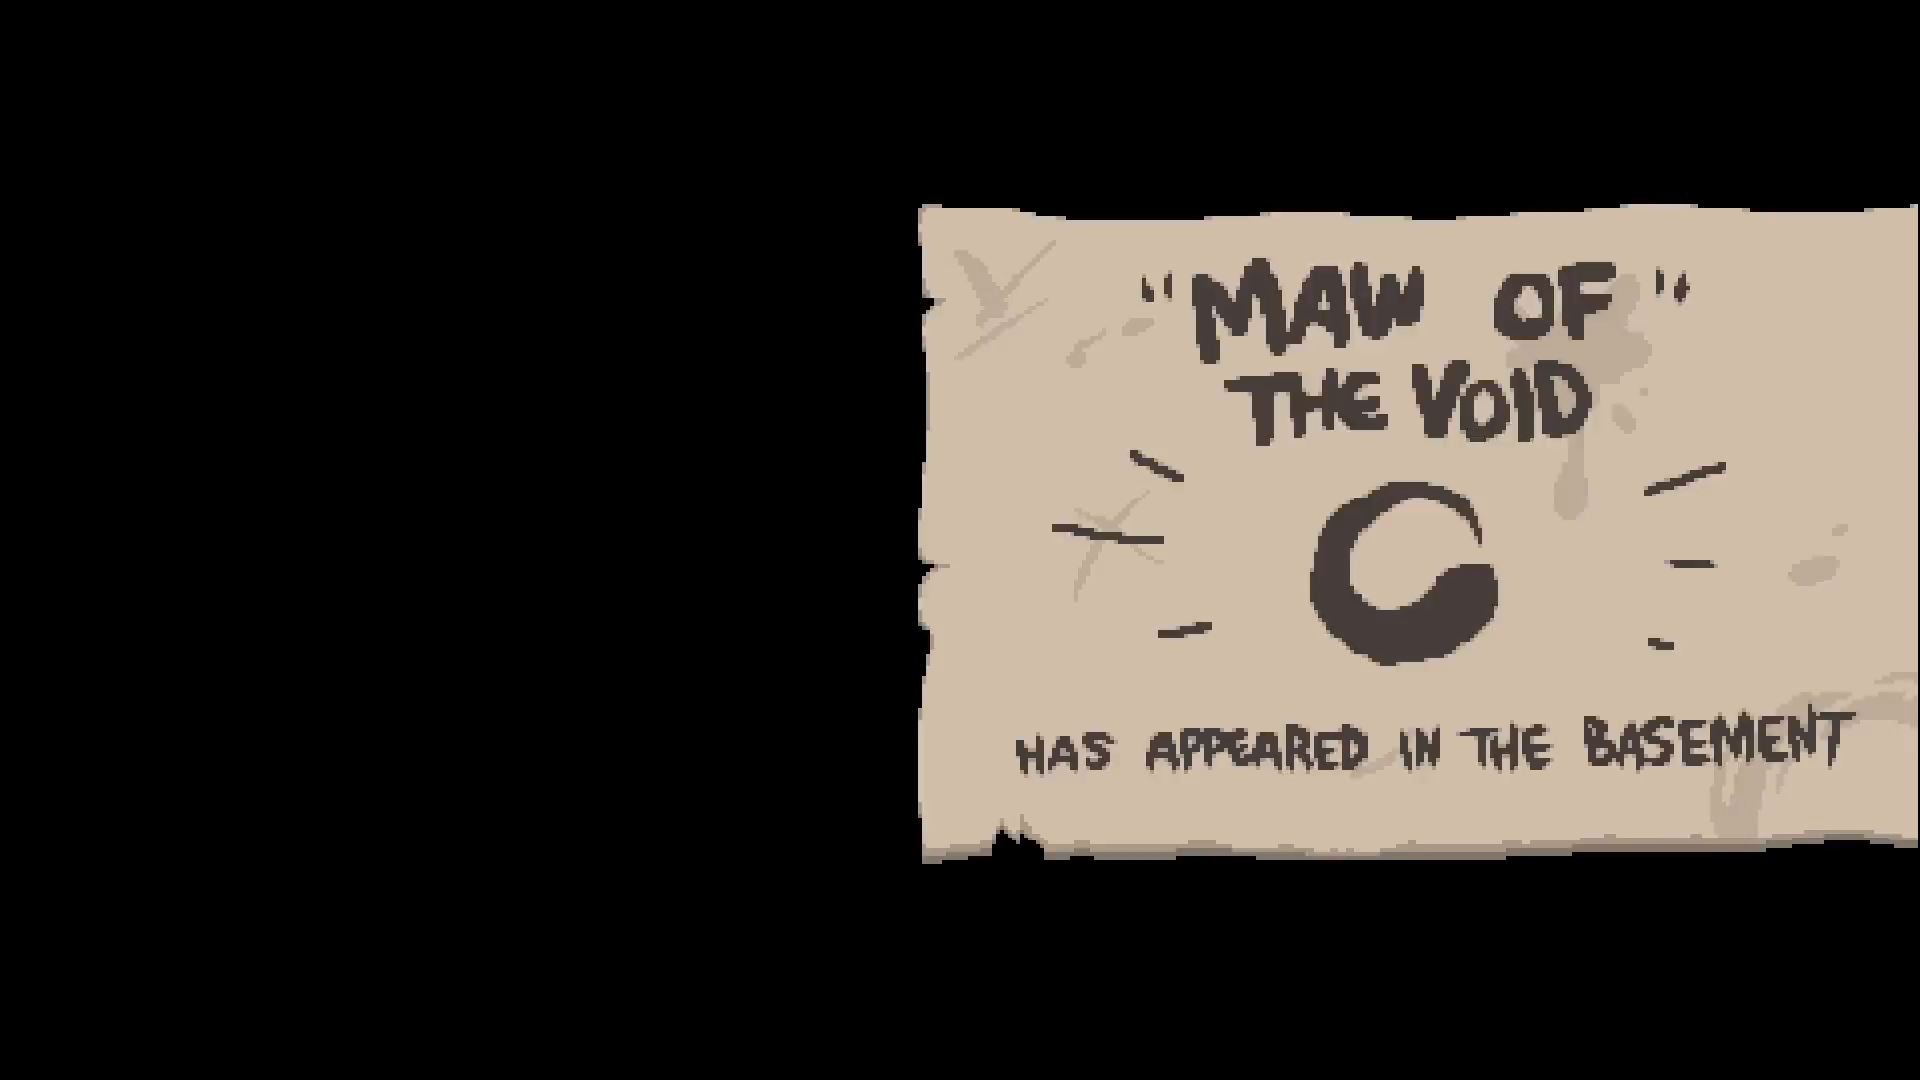 "MAW OF"
THE VOID
HAS APPEARED IN THE BASEMENT